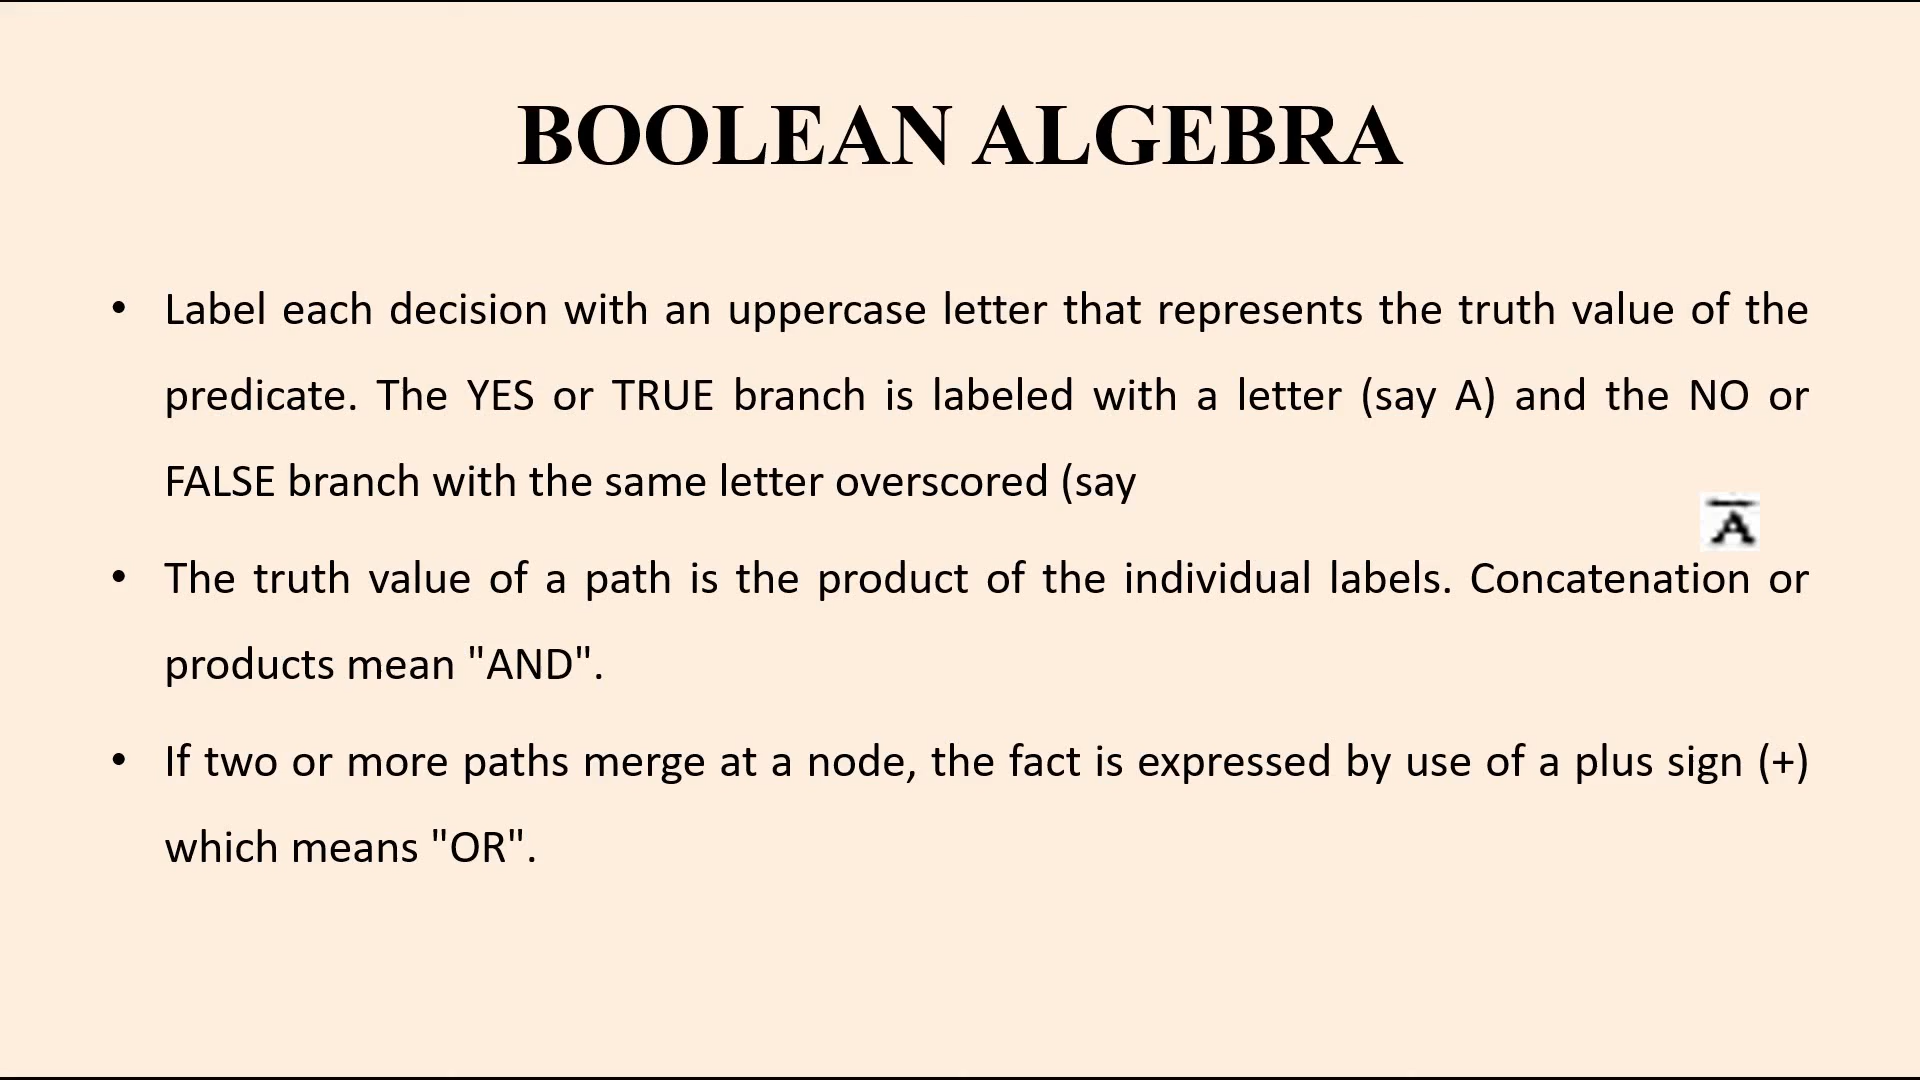 BOOLEAN ALGEBRA
• Label each decision with an uppercase letter that represents the truth value of the
predicate. The YES or TRUE branch is labeled with a letter (say A) and the NO or
FALSE branch with the same letter overscored (say
A̅
• The truth value of a path is the product of the individual labels. Concatenation or
products mean "AND".
• If two or more paths merge at a node, the fact is expressed by use of a plus sign (+)
which means "OR".